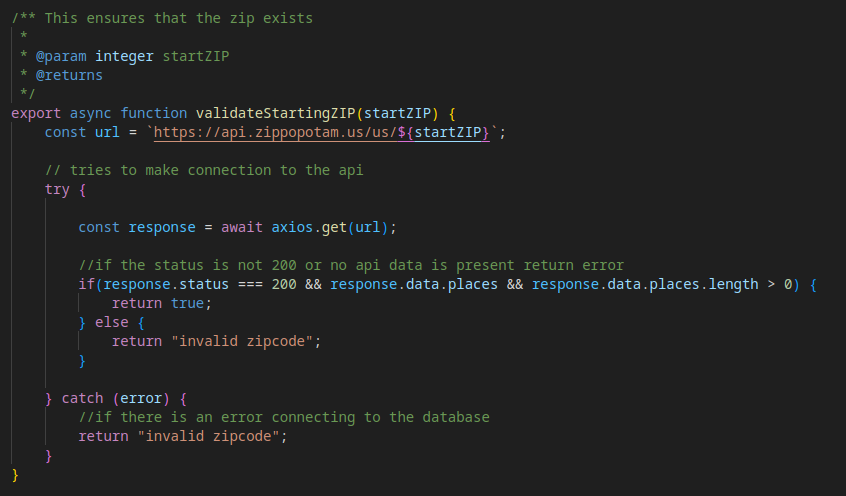 /** This ensures that the zip exists
*
* @param integer startZIP
* @returns
*/
export async function validateStartingZIP(startZIP) {
const url = `https://api.zippopotam.us/us/${startZIP}`;
// tries to make connection to the api
try {
const response = await axios.get(url);
//if the status is not 200 or no api data is present return error
if(response.status === 200 && response.data.places && response.data.places.length > 0) {
return true;
} else {
return "invalid zipcode";
}
} catch (error) {
//if there is an error connecting to the database
return "invalid zipcode";
}
}